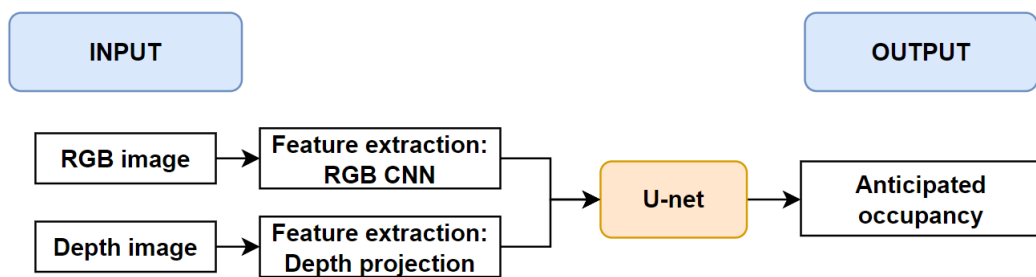 INPUT
OUTPUT
RGB image
Feature extraction:
RGB CNN
Depth image
Feature extraction:
Depth projection
U-net
Anticipated
occupancy